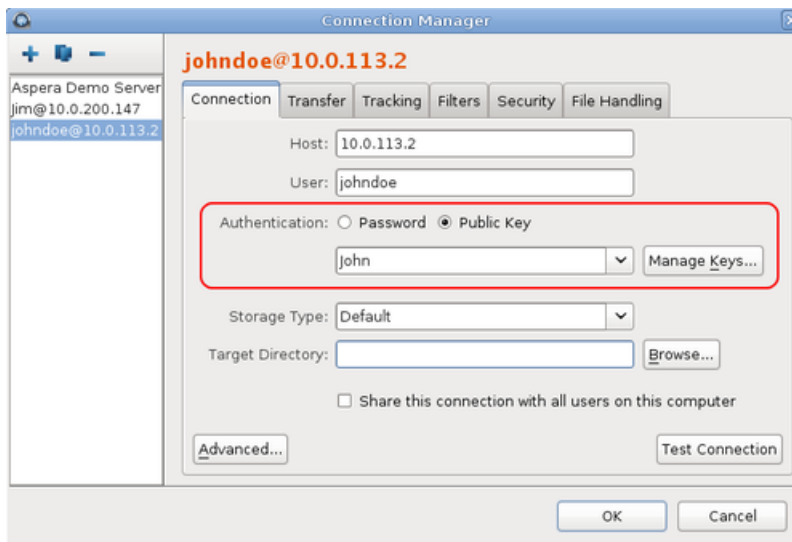 Connection Manager
johndoe@10.0.113.2
Aspera Demo Server
Jim@10.0.200.147
johndoe@10.0.113.2
Connection Transfer Tracking Filters Security File Handling
Host: 10.0.113.2
User: johndoe
Authentication: Password Public Key
John Manage Keys...
Storage Type: Default
Target Directory: Browse...
Share this connection with all users on this computer
Advanced... Test Connection
OK Cancel